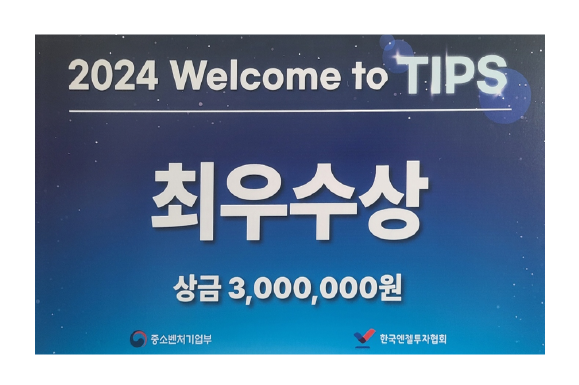 2024 Welcome to TIPS
최우수상
상금 3,000,000원
중소벤처기업부 한국엔젤투자협회